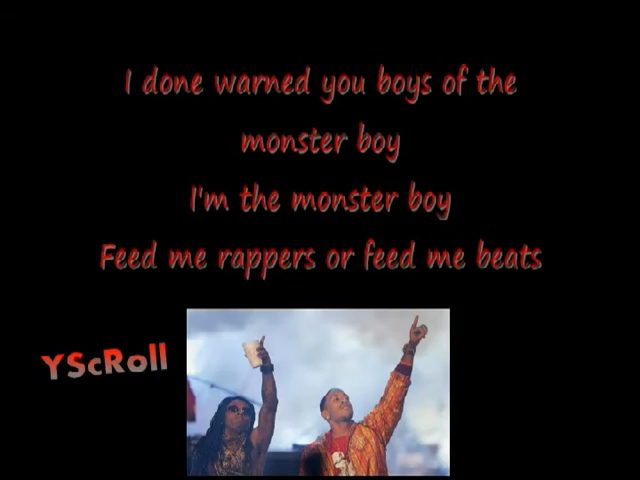 I done warned you boys of the
monster boy
I'm the monster boy
Feed me rappers or feed me beats
YScRoll